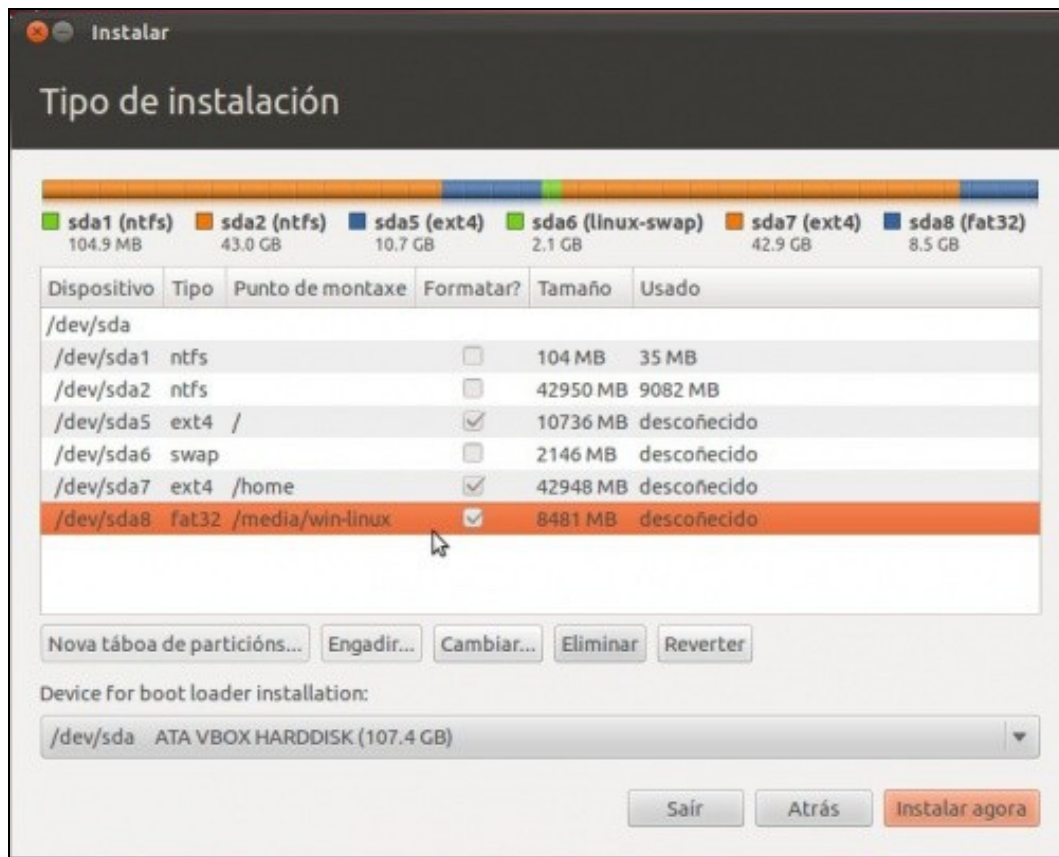 Instalar
Tipo de instalación
sda1 (ntfs) sda2 (ntfs) sda5 (ext4) sda6 (linux-swap) sda7 (ext4) sda8 (fat32)
104.9 MB 43.0 GB 10.7 GB 2.1 GB 42.9 GB 8.5 GB
Dispositivo Tipo Punto de montaxe Formatar? Tamaño Usado
/dev/sda
/dev/sda1 ntfs 104 MB 35 MB
/dev/sda2 ntfs 42950 MB 9082 MB
/dev/sda5 ext4 / 10736 MB descoñecido
/dev/sda6 swap 2146 MB descoñecido
/dev/sda7 ext4 /home 42948 MB descoñecido
/dev/sda8 fat32 /media/win-linux 8481 MB descoñecido
Nova táboa de particións... Engadir... Cambiar... Eliminar Reverter
Device for boot loader installation:
/dev/sda ATA VBOX HARDDISK (107.4 GB)
Saír Atrás Instalar agora